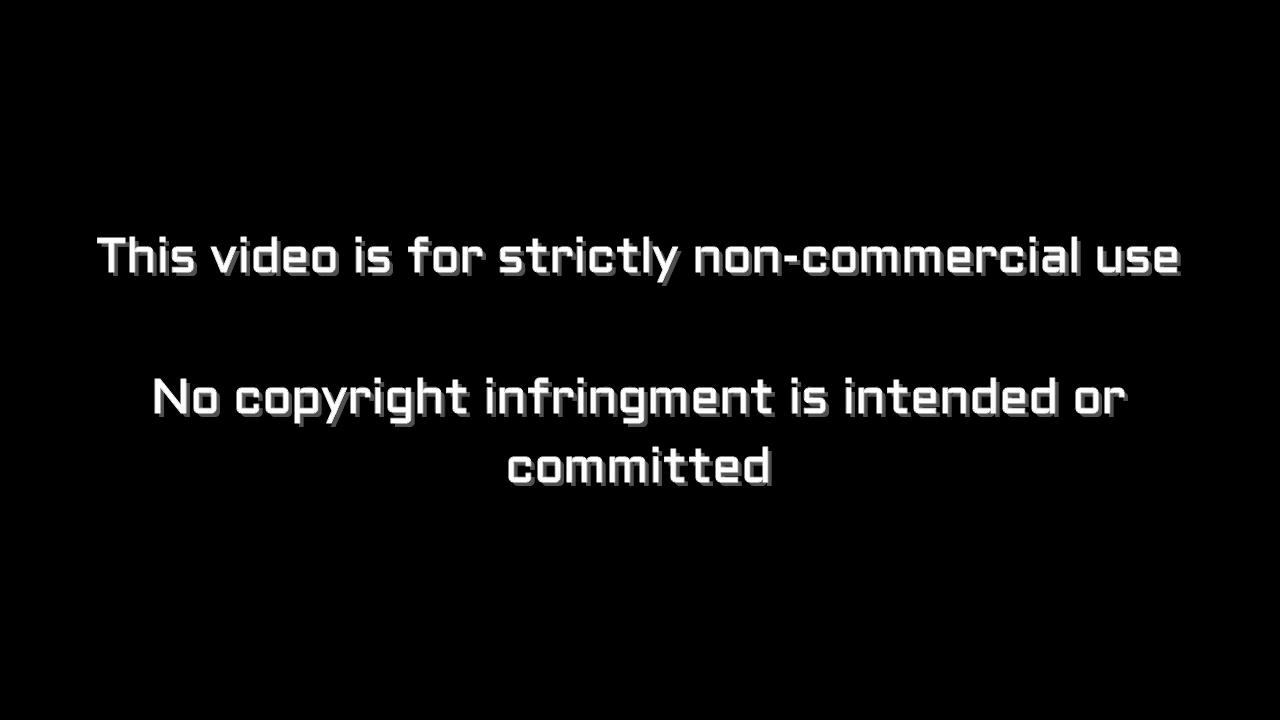 This video is for strictly non-commercial use
No copyright infringment is intended or
committed